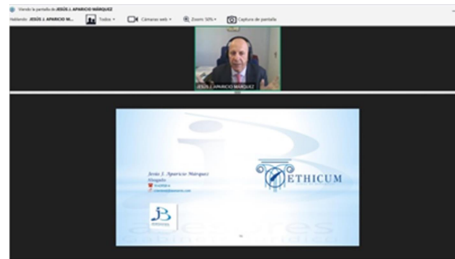 Viendo la pantalla de JESÚS J. APARICIO MÁRQUEZ
Hablando: JESÚS J. APARICIO M...
Todos
Cámaras web
Zoom: 50%
Captura de pantalla
JESÚS J. APARICIO MÁRQUEZ
Jesús J. Aparicio Márquez
Abogado
ETHICUM
JB